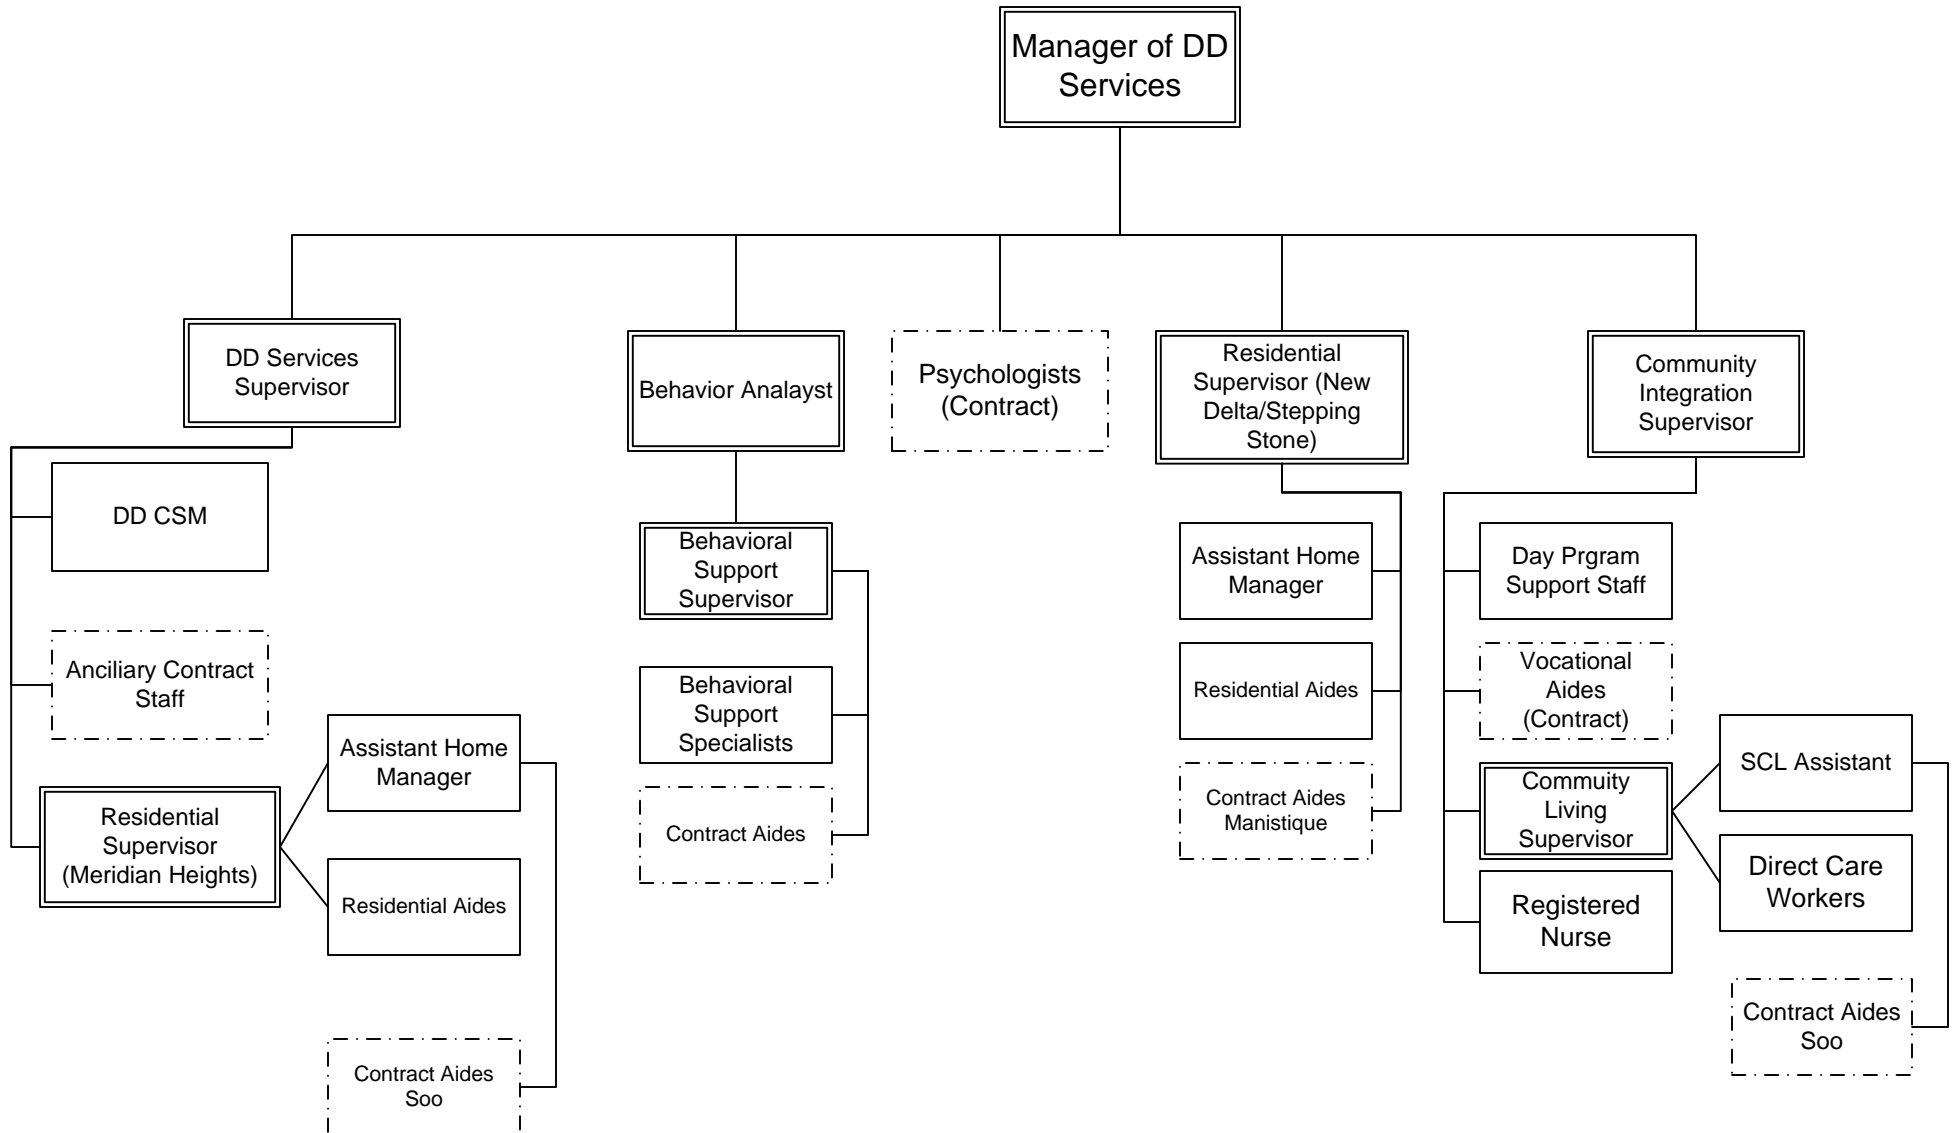 Manager of DD
Services
DD Services
Supervisor
Behavior Analayst
Psychologists
(Contract)
Residential
Supervisor (New
Delta/Stepping
Stone)
Community
Integration
Supervisor
DD CSM
Anciliary Contract
Staff
Residential
Supervisor
(Meridian Heights)
Assistant Home
Manager
Residential Aides
Contract Aides
Soo
Behavioral
Support
Supervisor
Behavioral
Support
Specialists
Contract Aides
Assistant Home
Manager
Residential Aides
Contract Aides
Manistique
Day Prgram
Support Staff
Vocational
Aides
(Contract)
Commuity
Living
Supervisor
Registered
Nurse
SCL Assistant
Direct Care
Workers
Contract Aides
Soo